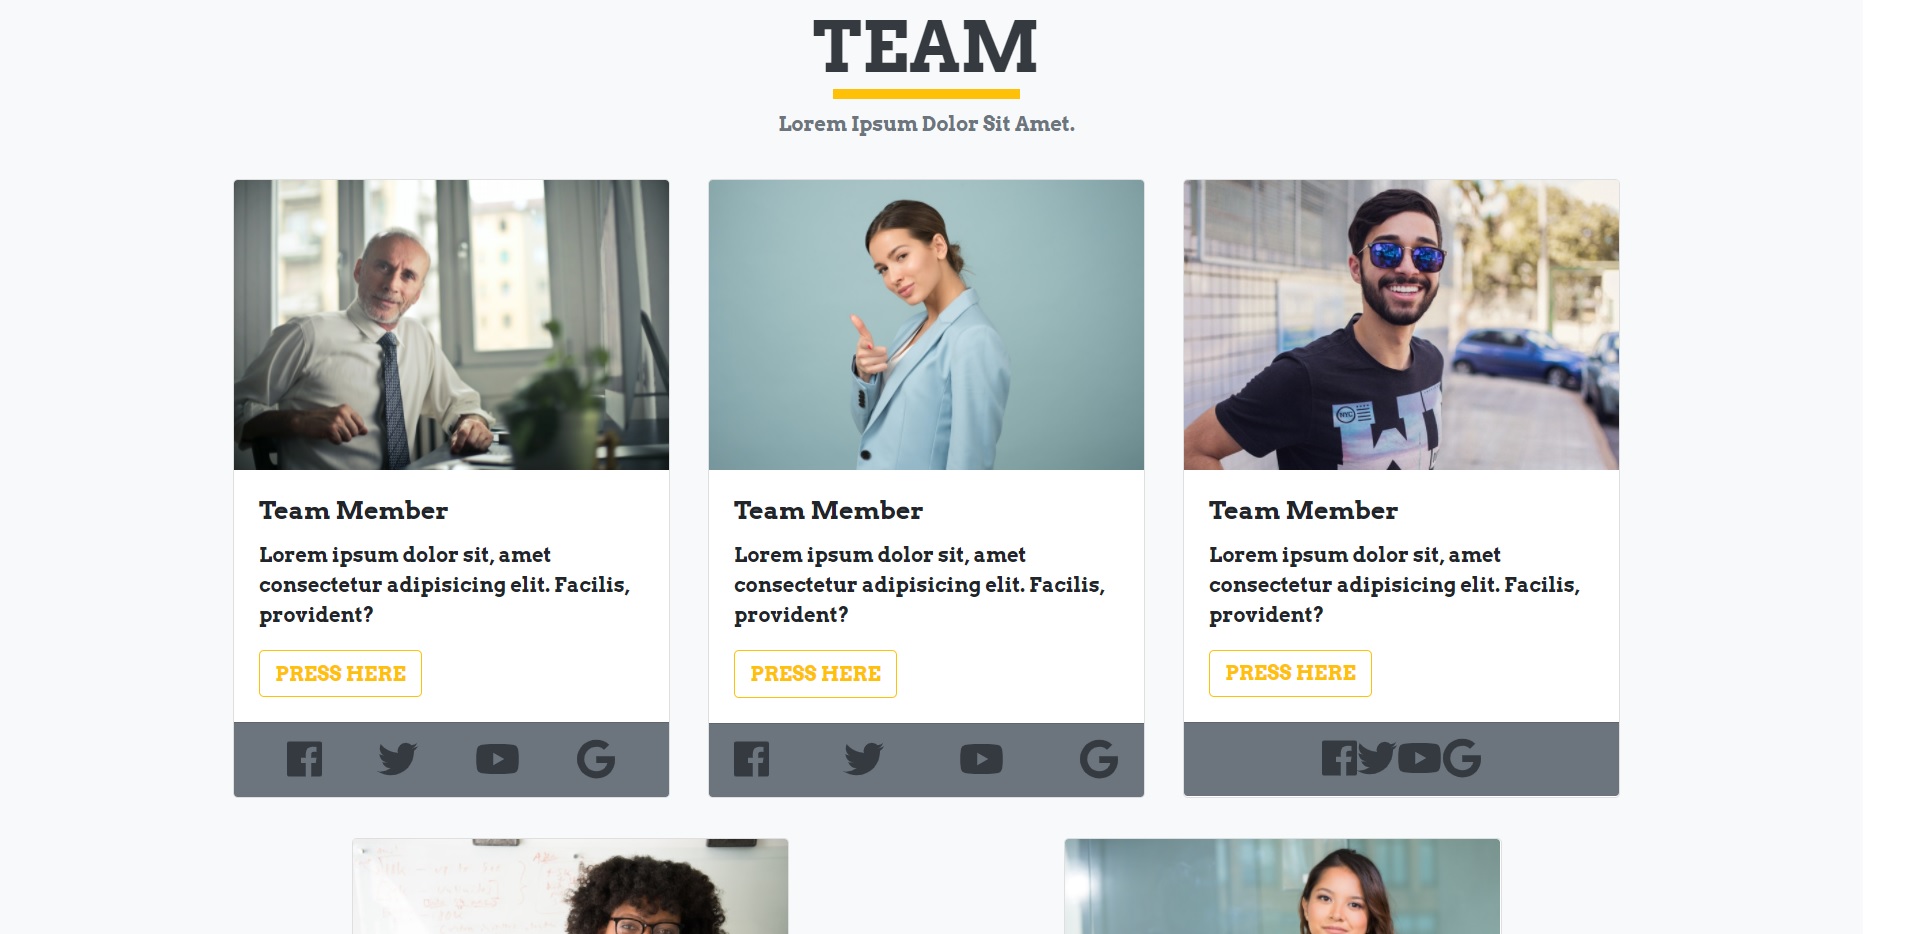 TEAM
Lorem Ipsum Dolor Sit Amet.
NYC
Team Member
Lorem ipsum dolor sit, amet
consectetur adipisicing elit. Facilis,
provident?
PRESS HERE
Team Member
Lorem ipsum dolor sit, amet
consectetur adipisicing elit. Facilis,
provident?
PRESS HERE
Team Member
Lorem ipsum dolor sit, amet
consectetur adipisicing elit. Facilis,
provident?
PRESS HERE